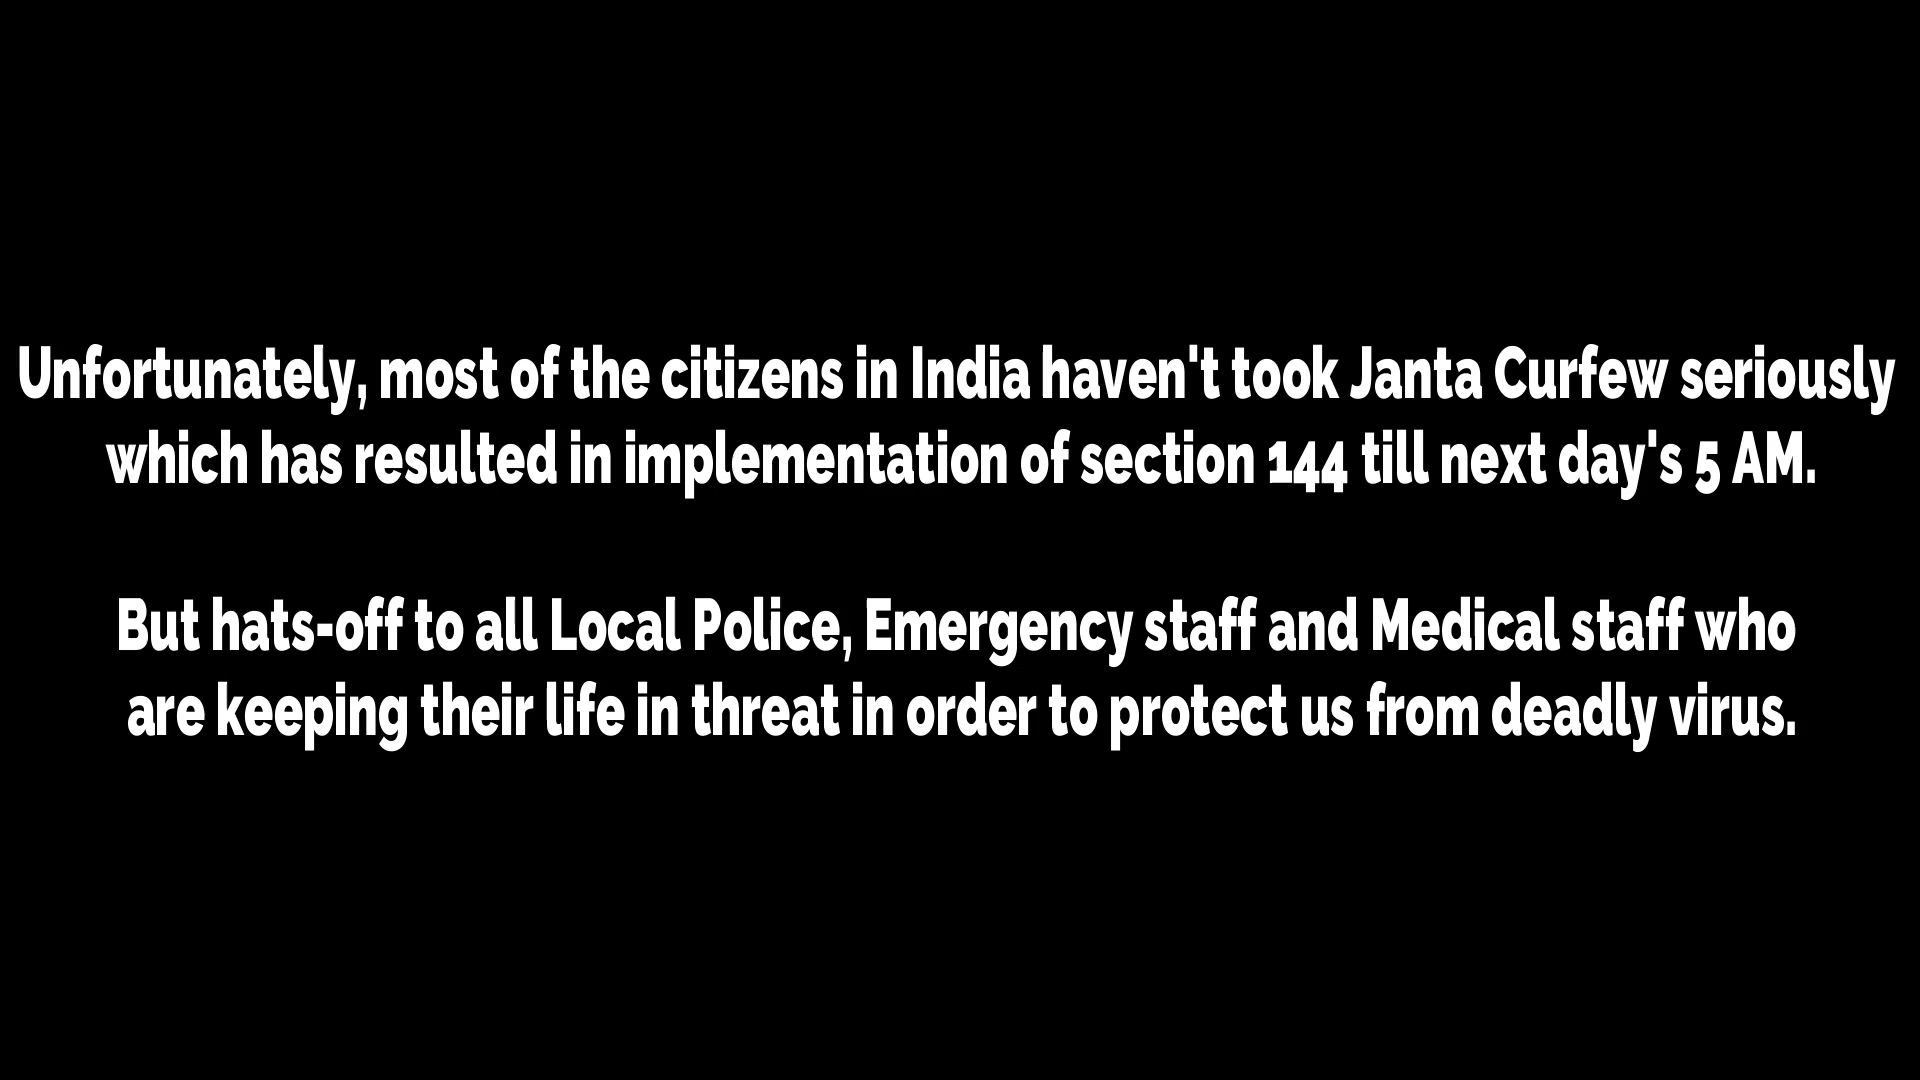 Unfortunately, most of the citizens in India haven't took Janta Curfew seriously
which has resulted in implementation of section 144 till next day's 5 AM.
But hats-off to all Local Police, Emergency staff and Medical staff who
are keeping their life in threat in order to protect us from deadly virus.